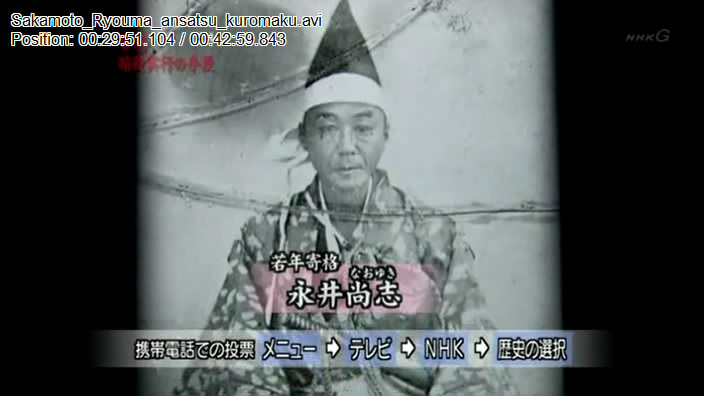 Sakamoto_Ryouma_ansatsu_kuromaku.avi
Position: 00:29:51.104 / 00:42:59.843
NHK G
若年寄格
なおゆき
永井尚志
携帯電話での投票 メニュー ➡ テレビ ➡ NHK ➡ 歴史の選択